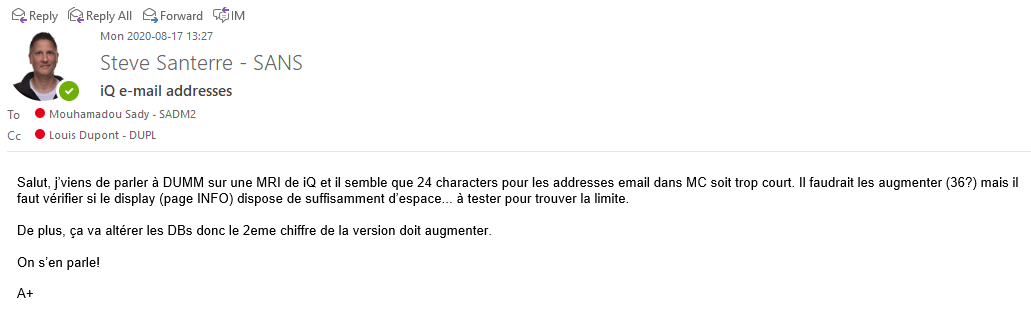 Reply Reply All Forward IM
Mon 2020-08-17 13:27
Steve Santerre - SANS
iQ e-mail addresses
To Mouhamadou Sady - SADM2
Cc Louis Dupont - DUPL
Salut, j'viens de parler à DUMM sur une MRI de iQ et il semble que 24 characters pour les addresses email dans MC soit trop court. Il faudrait les augmenter (36?) mais il
faut vérifier si le display (page INFO) dispose de suffisamment d'espace... à tester pour trouver la limite.
De plus, ça va altérer les DBs donc le 2eme chiffre de la version doit augmenter.
On s'en parle!
A+